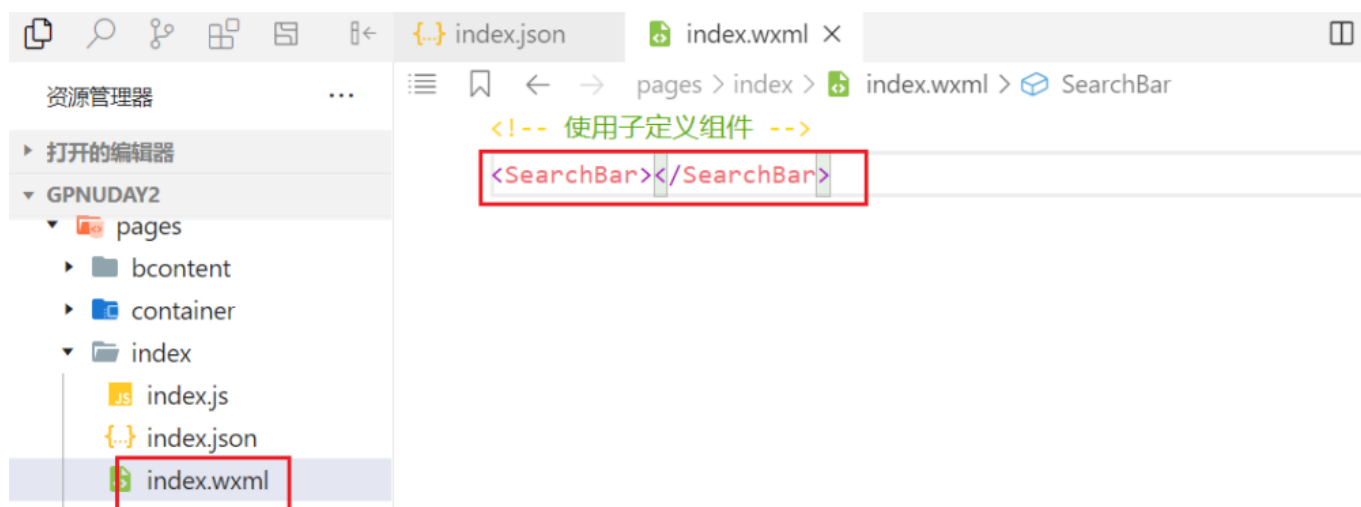 {..} index.json
index.wxml
资源管理器
...
pages > index > index.wxml > SearchBar
<!-- 使用子定义组件 -->
打开的编辑器
<SearchBar></SearchBar>
GPNUDAY2
pages
bcontent
container
index
JS index.js
{..} index.json
index.wxml